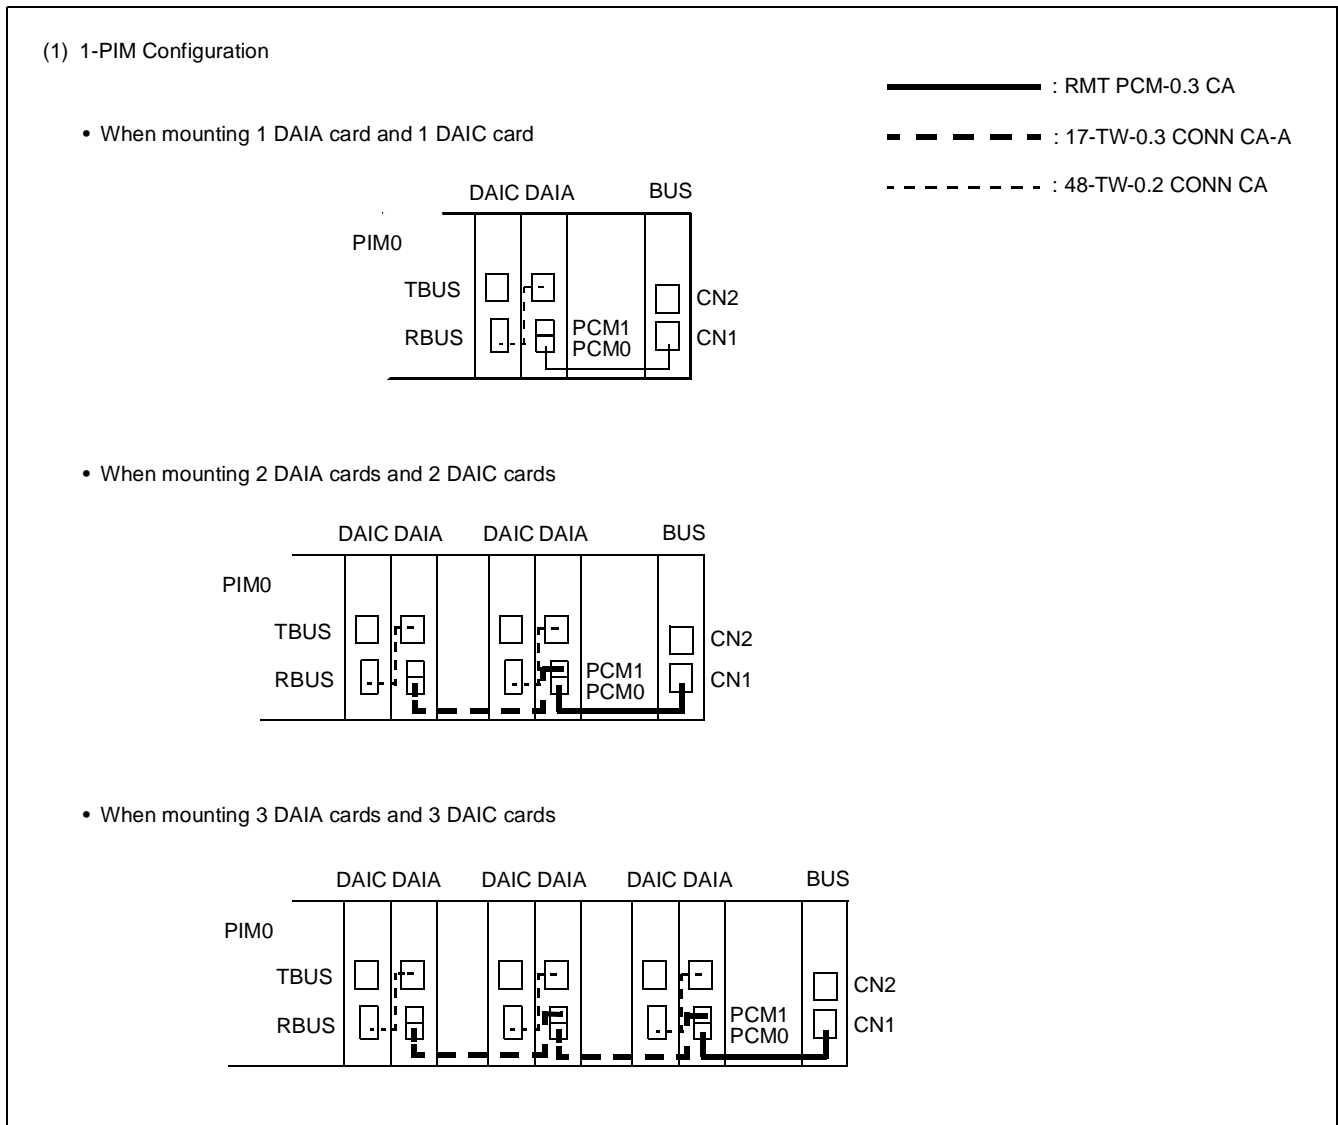 (1) 1-PIM Configuration
: RMT PCM-0.3 CA
• When mounting 1 DAIA card and 1 DAIC card
: 17-TW-0.3 CONN CA-A
: 48-TW-0.2 CONN CA
DAIC DAIA BUS
PIM0
TBUS CN2
RBUS PCM1 CN1
PCM0
• When mounting 2 DAIA cards and 2 DAIC cards
DAIC DAIA DAIC DAIA BUS
PIM0
TBUS CN2
RBUS PCM1 CN1
PCM0
• When mounting 3 DAIA cards and 3 DAIC cards
DAIC DAIA DAIC DAIA DAIC DAIA BUS
PIM0
TBUS CN2
RBUS PCM1 CN1
PCM0